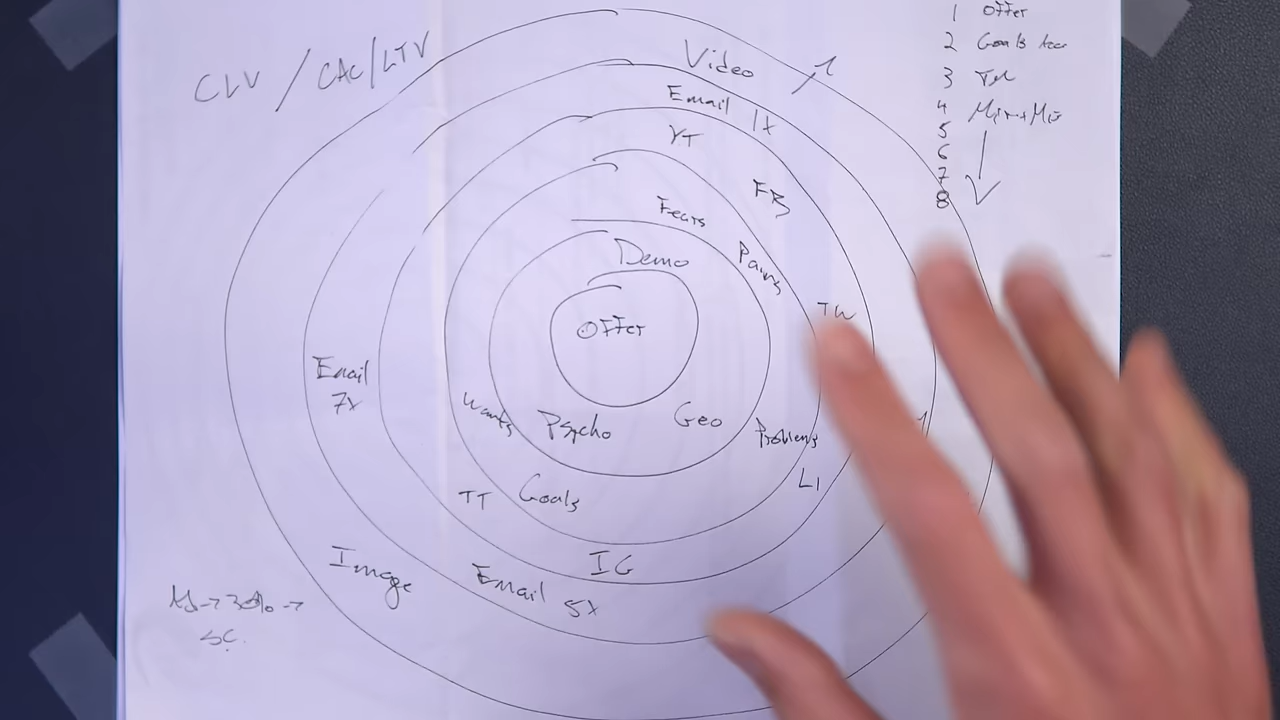 CLV / CAC/LTV
Video 1
Email 1x
YT
FB
Fears
Demo
Pains
Offer
TW
Email
7x
Wants
Psycho
Geo
Problems
TT
Goals
LI
IG
Image
Email 5x
1 Offer
2 Goals
3
4
5
6
7
8